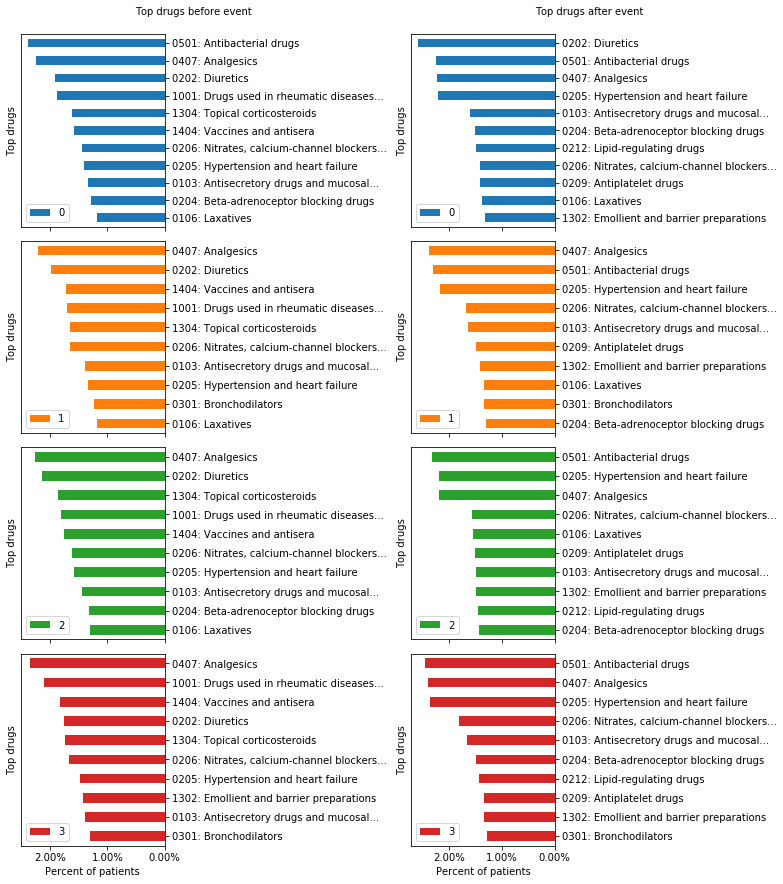 Top drugs before event
Top drugs
0501: Antibacterial drugs
0407: Analgesics
0202: Diuretics
1001: Drugs used in rheumatic diseases...
1304: Topical corticosteroids
1404: Vaccines and antisera
0206: Nitrates, calcium-channel blockers...
0205: Hypertension and heart failure
0103: Antisecretory drugs and mucosal...
0204: Beta-adrenoceptor blocking drugs
0106: Laxatives
0
Top drugs
0407: Analgesics
0202: Diuretics
1404: Vaccines and antisera
1001: Drugs used in rheumatic diseases...
1304: Topical corticosteroids
0206: Nitrates, calcium-channel blockers...
0103: Antisecretory drugs and mucosal...
0205: Hypertension and heart failure
0301: Bronchodilators
0106: Laxatives
1
Top drugs
0407: Analgesics
0202: Diuretics
1304: Topical corticosteroids
1001: Drugs used in rheumatic diseases...
1404: Vaccines and antisera
0206: Nitrates, calcium-channel blockers...
0205: Hypertension and heart failure
0103: Antisecretory drugs and mucosal...
0204: Beta-adrenoceptor blocking drugs
0106: Laxatives
2
Top drugs
0407: Analgesics
1001: Drugs used in rheumatic diseases...
1404: Vaccines and antisera
0202: Diuretics
1304: Topical corticosteroids
0206: Nitrates, calcium-channel blockers...
0205: Hypertension and heart failure
1302: Emollient and barrier preparations
0103: Antisecretory drugs and mucosal...
0301: Bronchodilators
3
2.00% 1.00% 0.00%
Percent of patients
Top drugs after event
Top drugs
0202: Diuretics
0501: Antibacterial drugs
0407: Analgesics
0205: Hypertension and heart failure
0103: Antisecretory drugs and mucosal...
0204: Beta-adrenoceptor blocking drugs
0212: Lipid-regulating drugs
0206: Nitrates, calcium-channel blockers...
0209: Antiplatelet drugs
0106: Laxatives
1302: Emollient and barrier preparations
0
Top drugs
0407: Analgesics
0501: Antibacterial drugs
0205: Hypertension and heart failure
0206: Nitrates, calcium-channel blockers...
0103: Antisecretory drugs and mucosal...
0209: Antiplatelet drugs
1302: Emollient and barrier preparations
0106: Laxatives
0301: Bronchodilators
0204: Beta-adrenoceptor blocking drugs
1
Top drugs
0501: Antibacterial drugs
0205: Hypertension and heart failure
0407: Analgesics
0206: Nitrates, calcium-channel blockers...
0106: Laxatives
0209: Antiplatelet drugs
0103: Antisecretory drugs and mucosal...
1302: Emollient and barrier preparations
0212: Lipid-regulating drugs
0204: Beta-adrenoceptor blocking drugs
2
Top drugs
0501: Antibacterial drugs
0407: Analgesics
0205: Hypertension and heart failure
0206: Nitrates, calcium-channel blockers...
0103: Antisecretory drugs and mucosal...
0204: Beta-adrenoceptor blocking drugs
0212: Lipid-regulating drugs
0209: Antiplatelet drugs
1302: Emollient and barrier preparations
0301: Bronchodilators
3
2.00% 1.00% 0.00%
Percent of patients